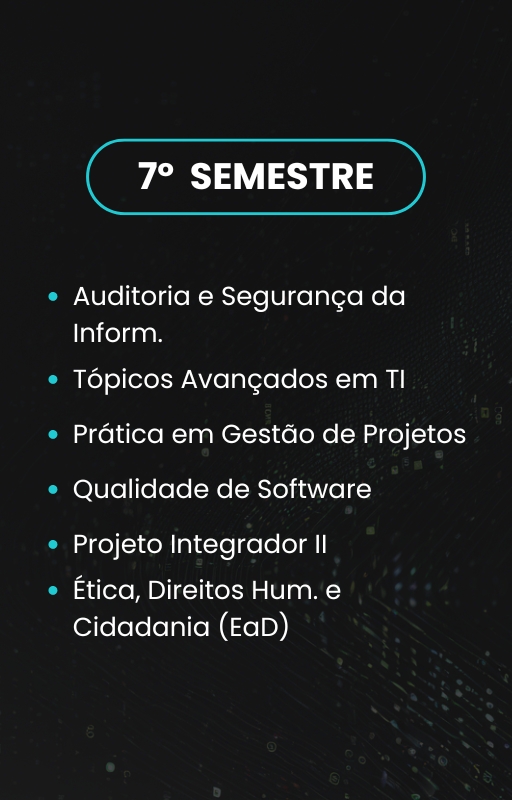 7º SEMESTRE
Auditoria e Segurança da
Inform.
Tópicos Avançados em TI
Prática em Gestão de Projetos
Qualidade de Software
Projeto Integrador II
Ética, Direitos Hum. e
Cidadania (EaD)